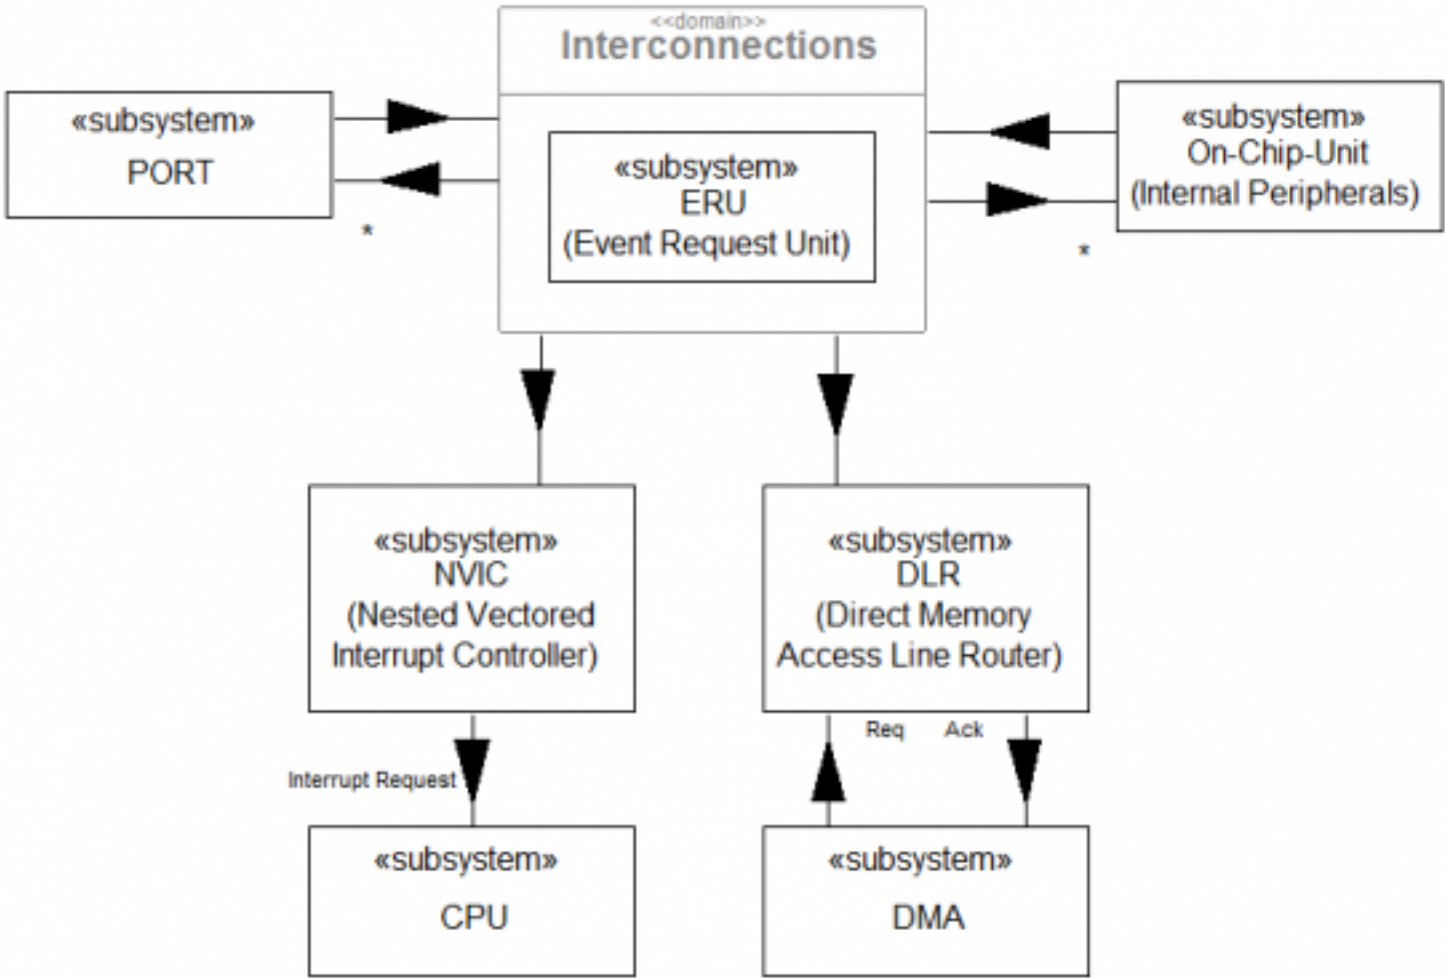 <<domain>>
Interconnections
«subsystem»
PORT
*
«subsystem»
ERU
(Event Request Unit)
«subsystem»
On-Chip-Unit
(Internal Peripherals)
*
«subsystem»
NVIC
(Nested Vectored
Interrupt Controller)
«subsystem»
DLR
(Direct Memory
Access Line Router)
Req Ack
Interrupt Request
«subsystem»
CPU
«subsystem»
DMA